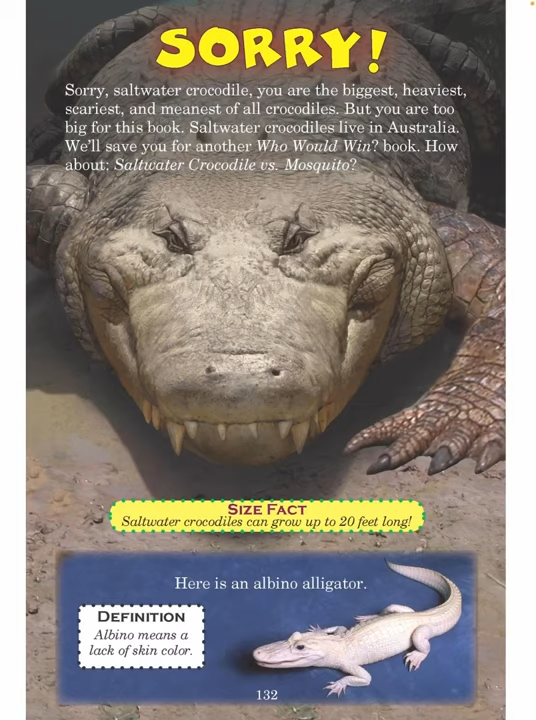 SORRY!
Sorry, saltwater crocodile, you are the biggest, heaviest,
scariest, and meanest of all crocodiles. But you are too
big for this book. Saltwater crocodiles live in Australia.
We'll save you for another Who Would Win? book. How
about: Saltwater Crocodile vs. Mosquito?
SIZE FACT
Saltwater crocodiles can grow up to 20 feet long!
Here is an albino alligator.
DEFINITION
Albino means a
lack of skin color.
132